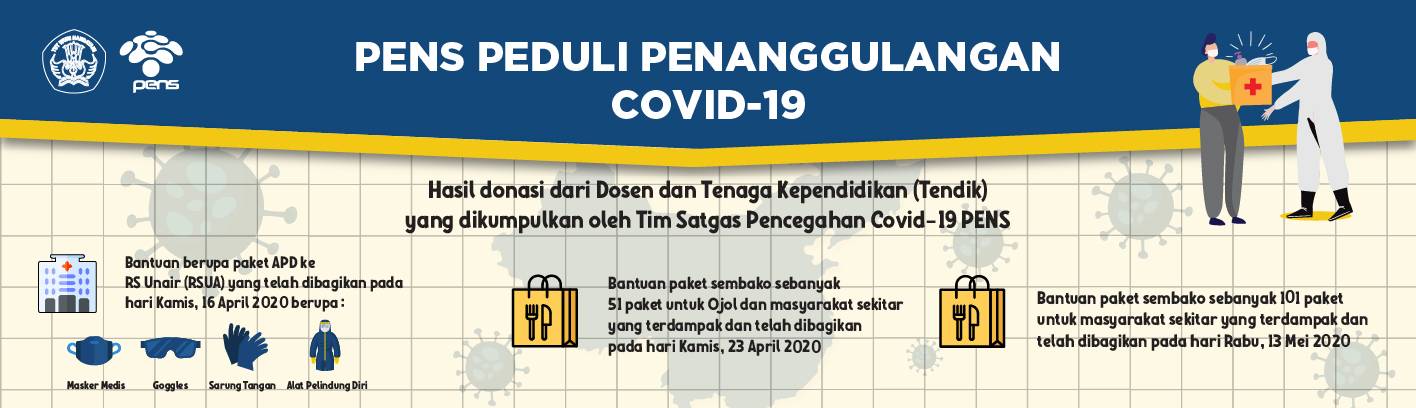 pens
PENS PEDULI PENANGGULANGAN
COVID-19
Hasil donasi dari Dosen dan Tenaga Kependidikan (Tendik)
yang dikumpulkan oleh Tim Satgas Pencegahan Covid-19 PENS
Bantuan berupa paket APD ke
RS Unair (RSUA) yang telah dibagikan pada
hari Kamis, 16 April 2020 berupa :
Masker Medis
Goggles
Sarung Tangan
Alat Pelindung Diri
Bantuan paket sembako sebanyak
51 paket untuk Ojol dan masyarakat sekitar
yang terdampak dan telah dibagikan
pada hari Kamis, 23 April 2020
Bantuan paket sembako sebanyak 101 paket
untuk masyarakat sekitar yang terdampak dan
telah dibagikan pada hari Rabu, 13 Mei 2020